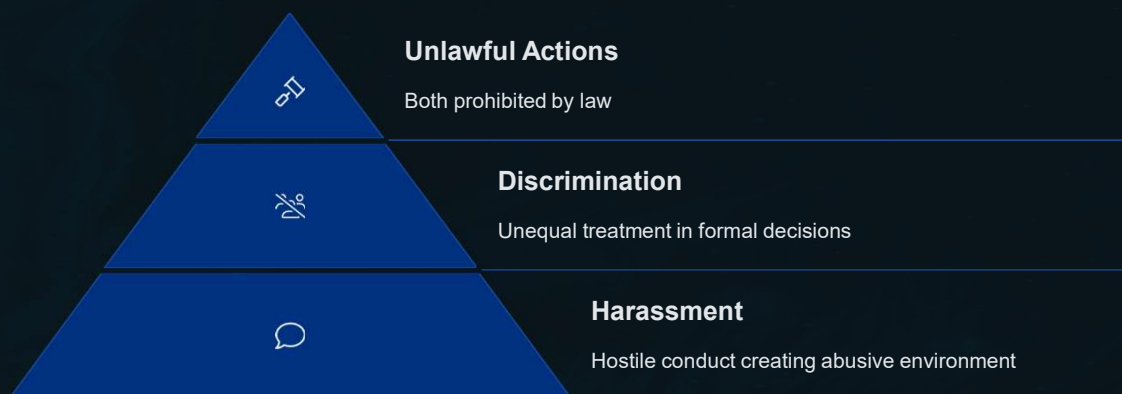 Unlawful Actions
Both prohibited by law
Discrimination
Unequal treatment in formal decisions
Harassment
Hostile conduct creating abusive environment